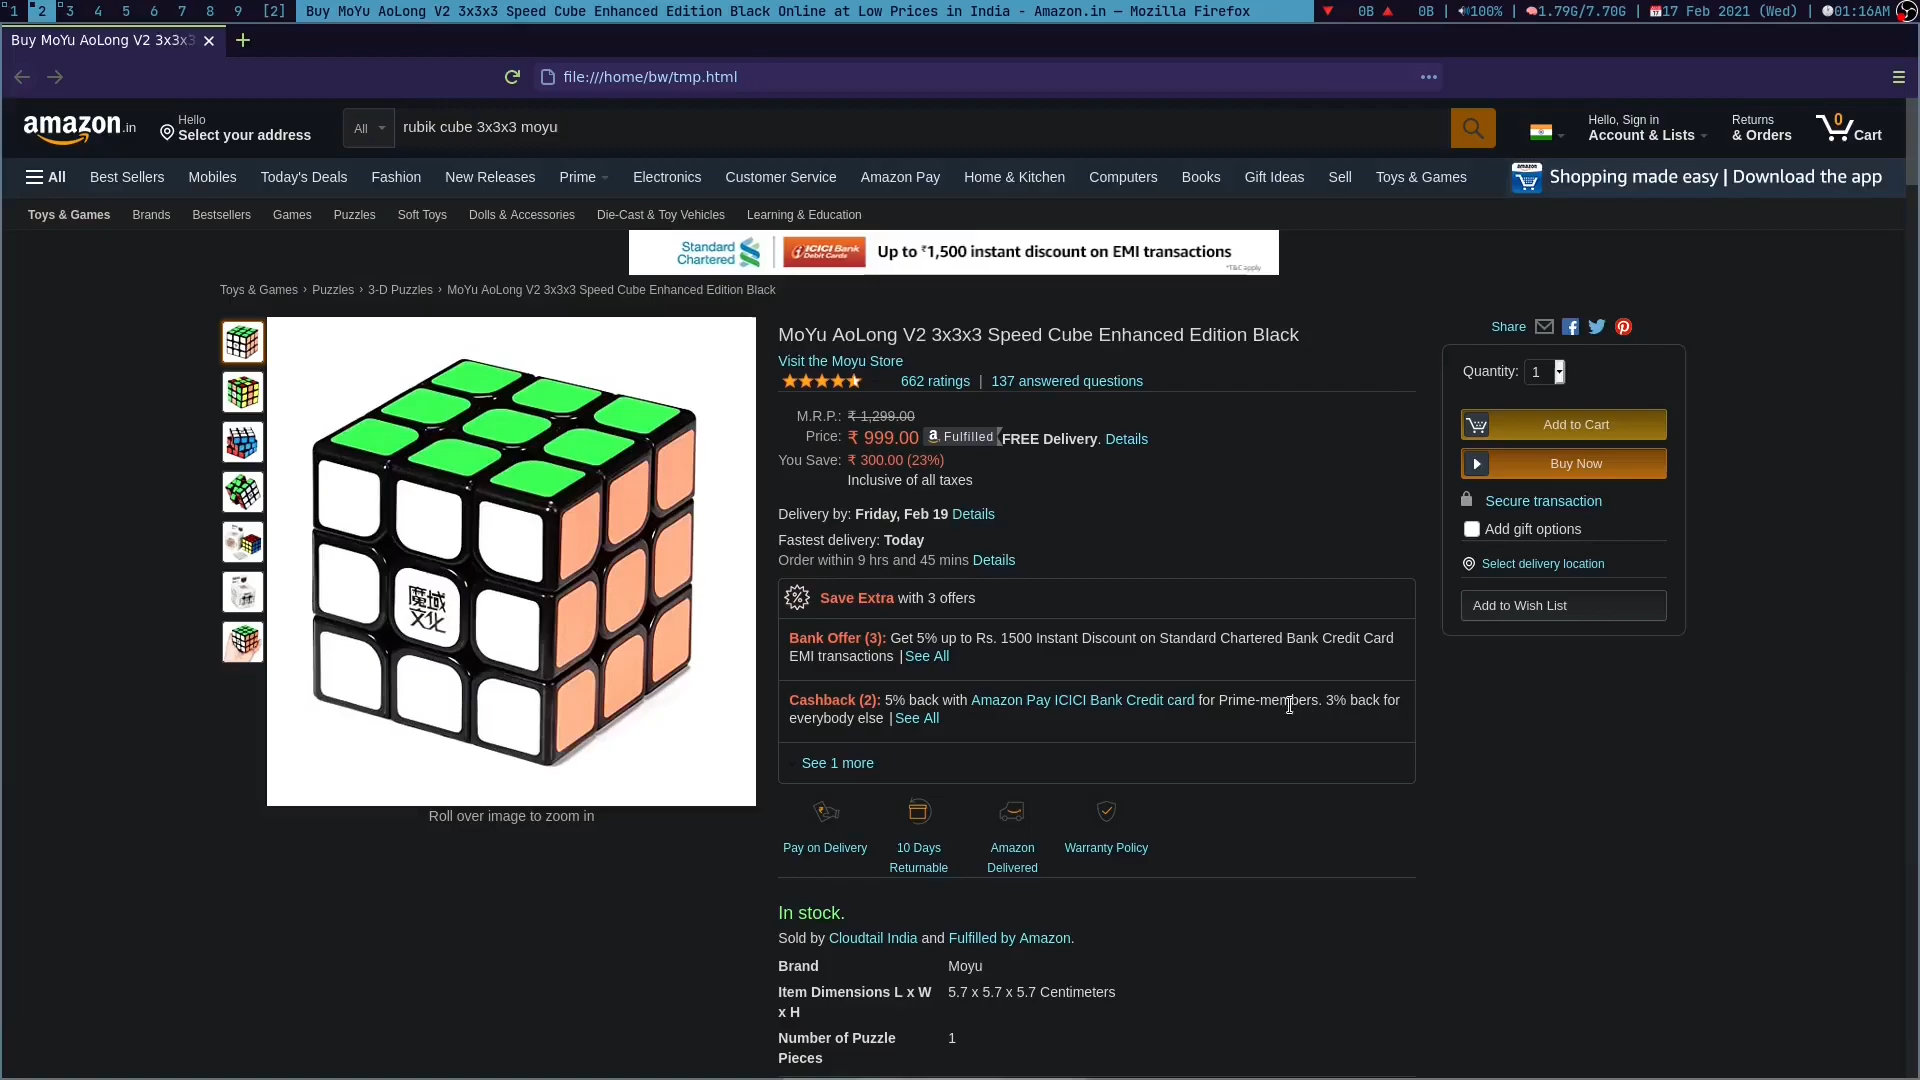 1 2 3 4 5 6 7 8 9 [2] Buy MoYu AoLong V2 3x3x3 Speed Cube Enhanced Edition Black Online at Low Prices in India - Amazon.in — Mozilla Firefox 0B 0B | 100% | 1.79G/7.70G | 17 Feb 2021 (Wed) | 01:16AM
Buy MoYu AoLong V2 3x3x3
file:///home/bw/tmp.html
amazon.in
Hello
Select your address
All
rubik cube 3x3x3 moyu
Hello, Sign in
Account & Lists
Returns
& Orders
0
Cart
All Best Sellers Mobiles Today's Deals Fashion New Releases Prime Electronics Customer Service Amazon Pay Home & Kitchen Computers Books Gift Ideas Sell Toys & Games
amazon
Shopping made easy | Download the app
Toys & Games Brands Bestsellers Games Puzzles Soft Toys Dolls & Accessories Die-Cast & Toy Vehicles Learning & Education
Standard
Chartered
ICICI Bank
Debit Cards
Up to ₹1,500 instant discount on EMI transactions
*T&C apply
Toys & Games › Puzzles › 3-D Puzzles › MoYu AoLong V2 3x3x3 Speed Cube Enhanced Edition Black
魔域
文化
Roll over image to zoom in
MoYu AoLong V2 3x3x3 Speed Cube Enhanced Edition Black
Visit the Moyu Store
662 ratings | 137 answered questions
M.R.P.: ₹ 1,299.00
Price: ₹ 999.00 a Fulfilled FREE Delivery. Details
You Save: ₹ 300.00 (23%)
Inclusive of all taxes
Delivery by: Friday, Feb 19 Details
Fastest delivery: Today
Order within 9 hrs and 45 mins Details
Save Extra with 3 offers
Bank Offer (3): Get 5% up to Rs. 1500 Instant Discount on Standard Chartered Bank Credit Card
EMI transactions | See All
Cashback (2): 5% back with Amazon Pay ICICI Bank Credit card for Prime-members. 3% back for
everybody else | See All
See 1 more
Pay on Delivery
10 Days
Returnable
Amazon
Delivered
Warranty Policy
In stock.
Sold by Cloudtail India and Fulfilled by Amazon.
Brand Moyu
Item Dimensions L x W
x H
5.7 x 5.7 x 5.7 Centimeters
Number of Puzzle
Pieces
1
Share
Quantity: 1
Add to Cart
Buy Now
Secure transaction
Add gift options
Select delivery location
Add to Wish List